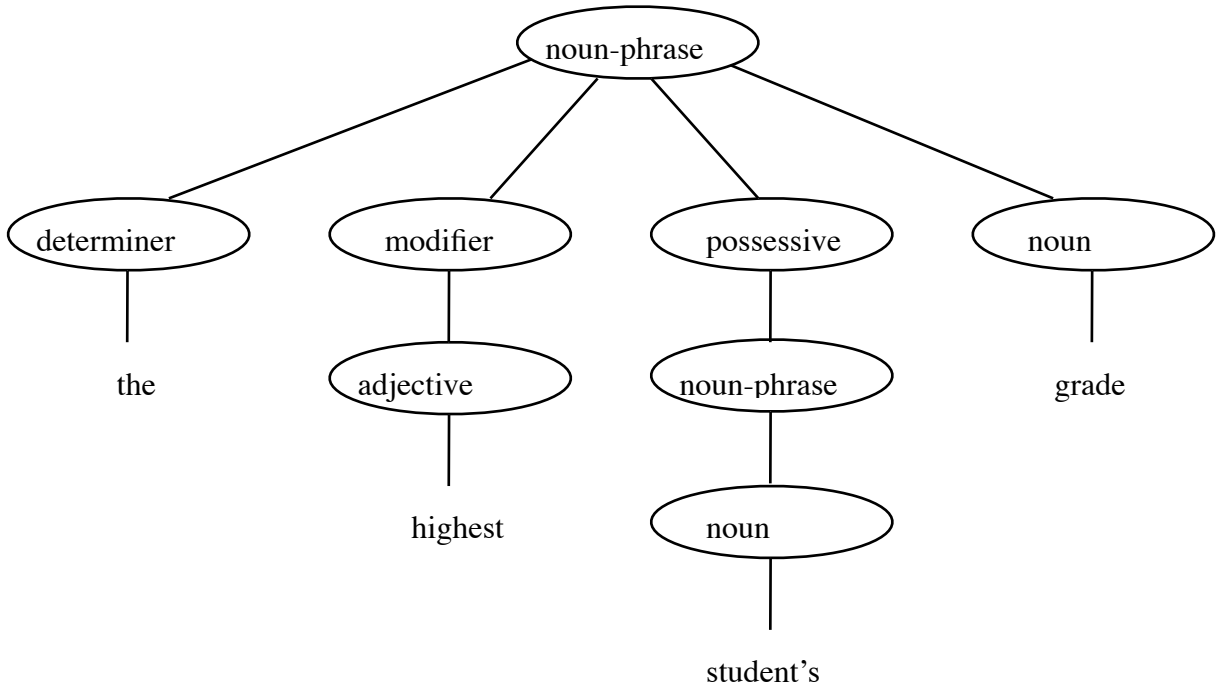 noun-phrase
determiner
modifier
possessive
noun
the
adjective
noun-phrase
grade
highest
noun
student’s